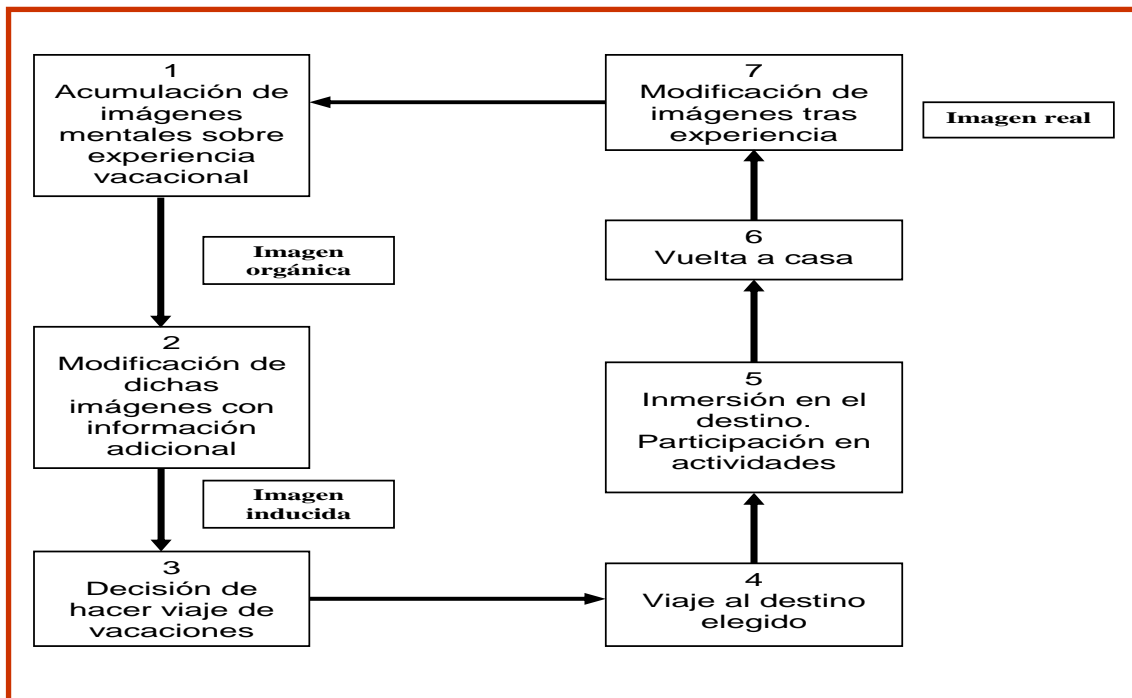 1
Acumulación de
imágenes
mentales sobre
experiencia
vacacional
Imagen
orgánica
2
Modificación de
dichas
imágenes con
información
adicional
Imagen
inducida
3
Decisión de
hacer viaje de
vacaciones
4
Viaje al destino
elegido
5
Inmersión en el
destino.
Participación en
actividades
6
Vuelta a casa
7
Modificación de
imágenes tras
experiencia
Imagen real